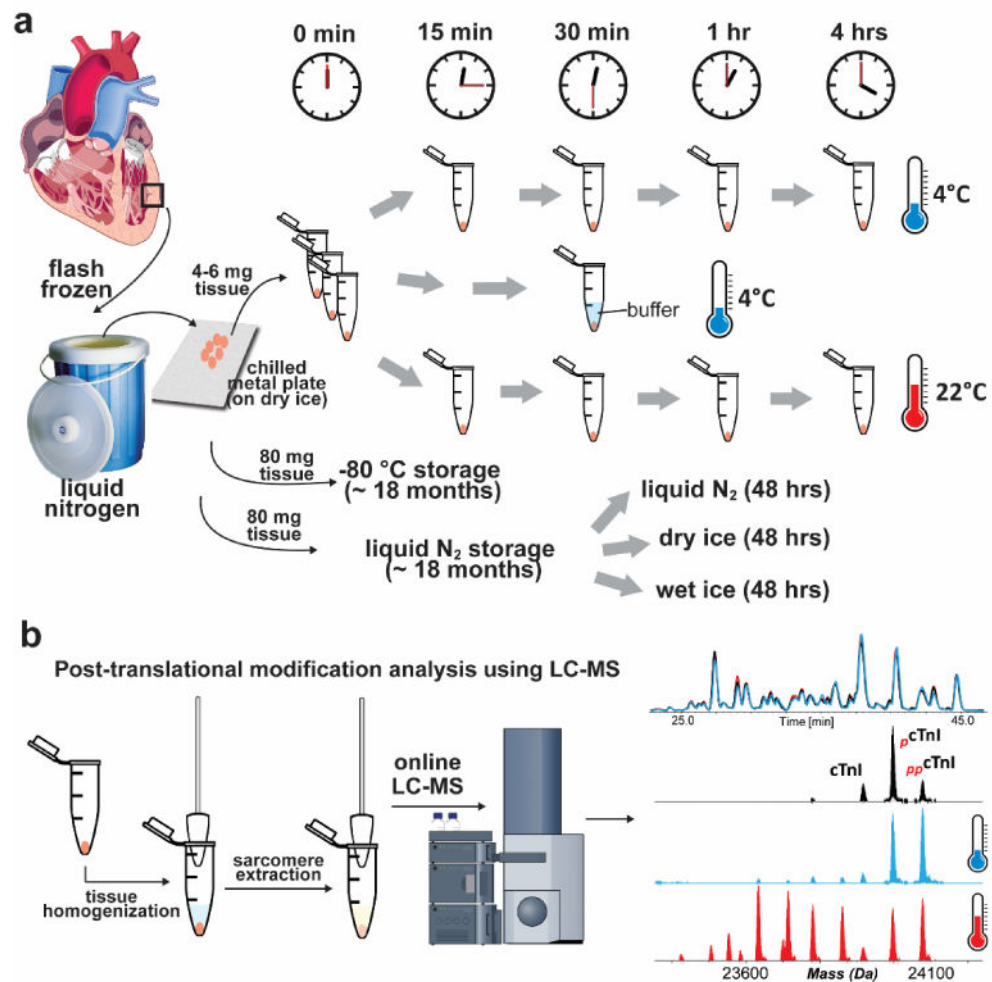 a
0 min
15 min
30 min
1 hr
4 hrs
4°C
flash
frozen
4-6 mg
tissue
buffer
4°C
chilled
metal plate
(on dry ice)
22°C
liquid
nitrogen
80 mg
tissue
-80 °C storage
(~ 18 months)
80 mg
tissue
liquid N₂ storage
(~ 18 months)
liquid N₂ (48 hrs)
dry ice (48 hrs)
wet ice (48 hrs)
b
Post-translational modification analysis using LC-MS
25.0
Time [min]
45.0
online
LC-MS
cTnI
pcTnI
ppcTnI
tissue
homogenization
sarcomere
extraction
23600
Mass (Da)
24100